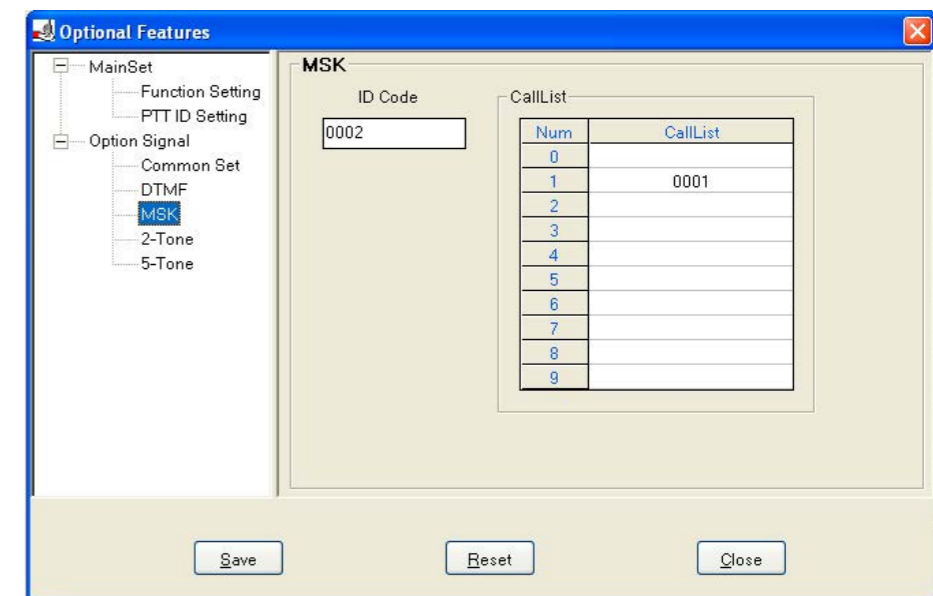 Optional Features
MainSet
Function Setting
PTT ID Setting
Option Signal
Common Set
DTMF
MSK
2-Tone
5-Tone
MSK
ID Code
0002
CallList
Num CallList
0
1 0001
2
3
4
5
6
7
8
9
Save Reset Close